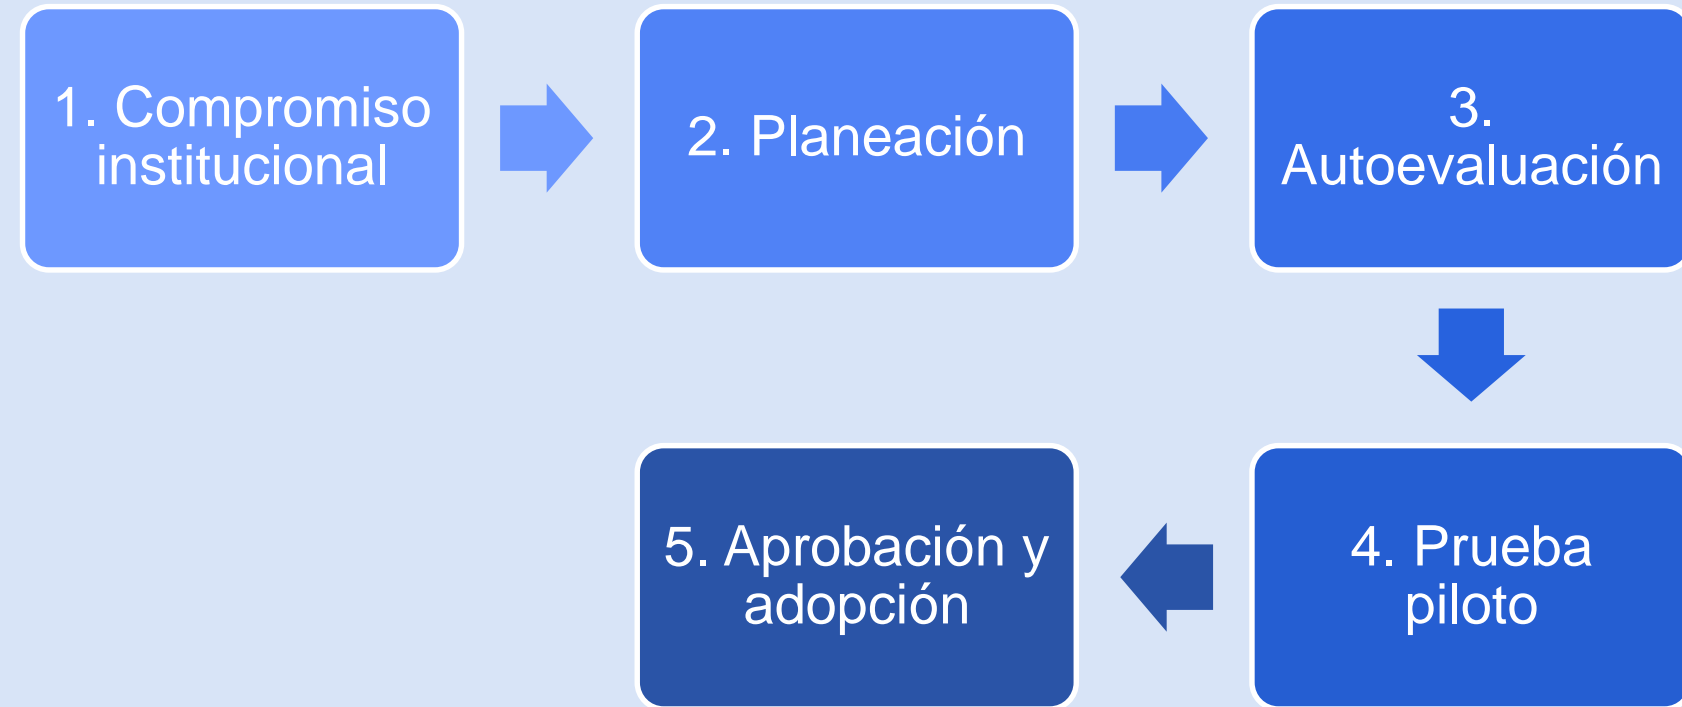 1. Compromiso
institucional
2. Planeación
3.
Autoevaluación
4. Prueba
piloto
5. Aprobación y
adopción